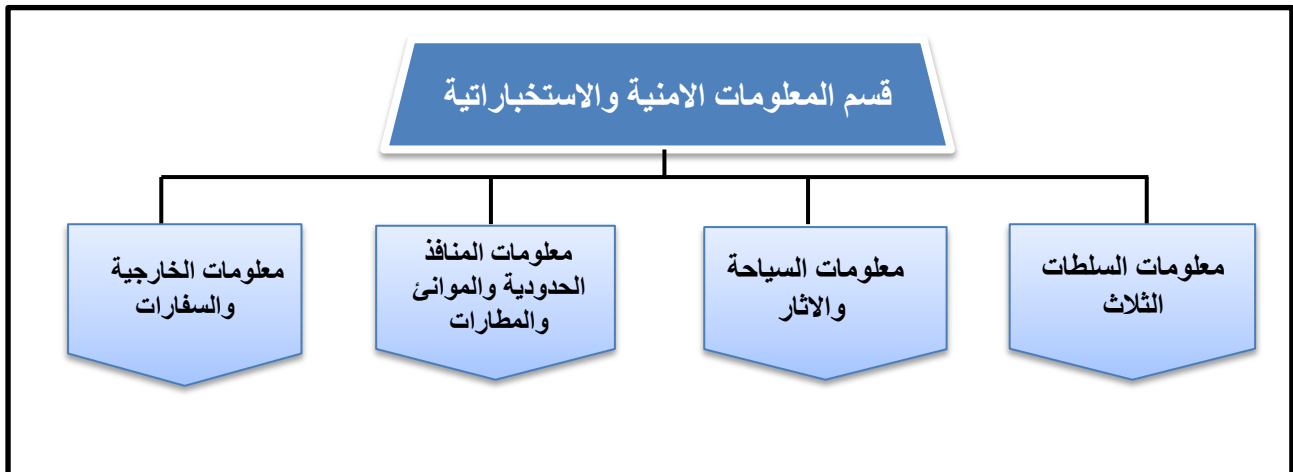 قسم المعلومات الامنية والاستخباراتية
معلومات السلطات
الثلاث
معلومات السياحة
والاثار
معلومات المنافذ
الحدودية والموانئ
والمطارات
معلومات الخارجية
والسفارات